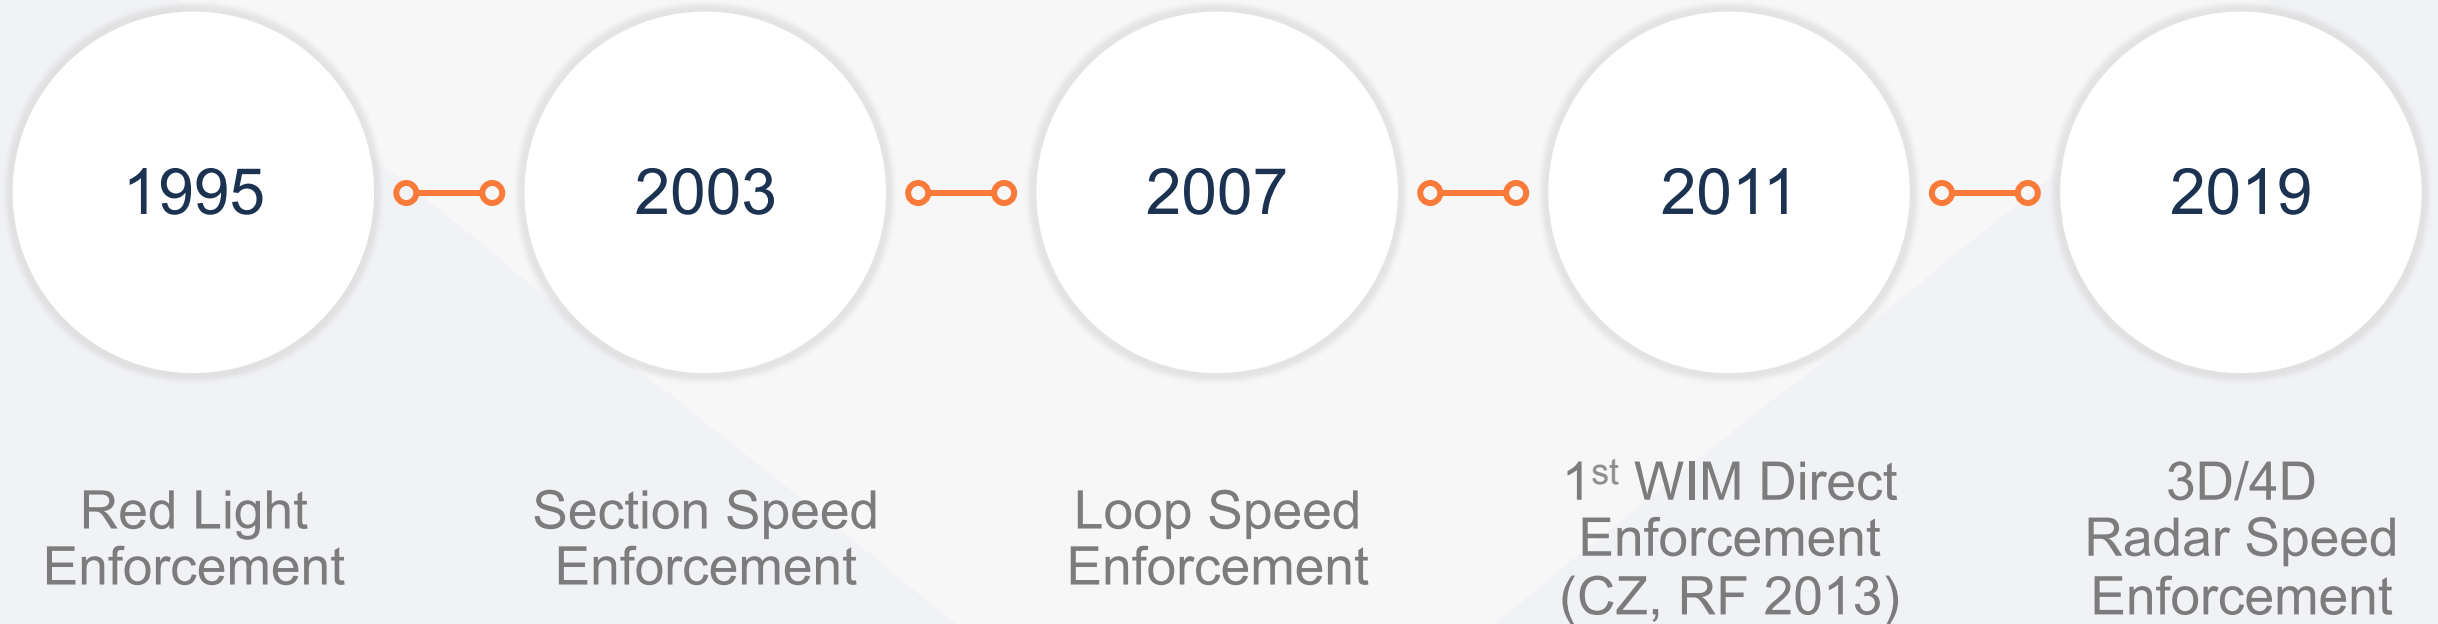 1995
2003
2007
2011
2019
Red Light
Enforcement
Section Speed
Enforcement
Loop Speed
Enforcement
1st WIM Direct
Enforcement
(CZ, RF 2013)
3D/4D
Radar Speed
Enforcement